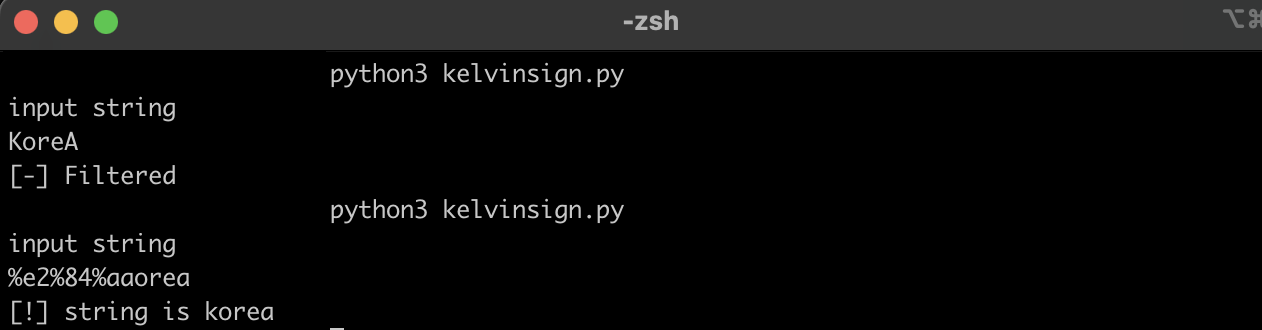 -zsh
⌥⌘
python3 kelvinsign.py
input string
KoreA
[-] Filtered
python3 kelvinsign.py
input string
%e2%84%aaorea
[!] string is korea